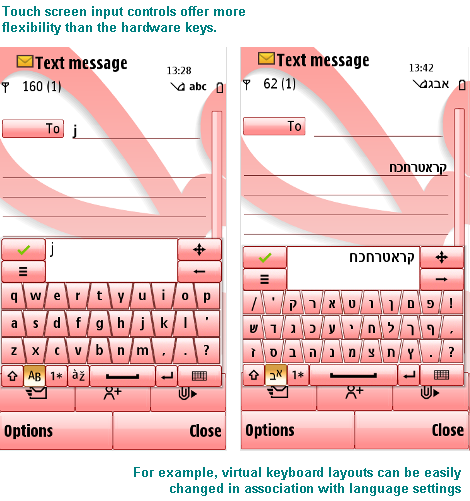 Touch screen input controls offer more
flexibility than the hardware keys.
Text message
13:28
160 (1)
abc
To
j
j
q w e r t y u i o p
a s d f g h j k l '
z x c v b n m , . ?
AB 1* àž
Options
Close
Text message
13:42
62 (1)
אבג
To
קראטרחכח
קראטרחכח
/ ' ק ר א ט ו ן ם פ !
ש ד ג כ ע י ח ל ך ף ,
ז ס ב ה נ מ צ ת ץ . ?
אב 1*
Options
Close
For example, virtual keyboard layouts can be easily
changed in association with language settings